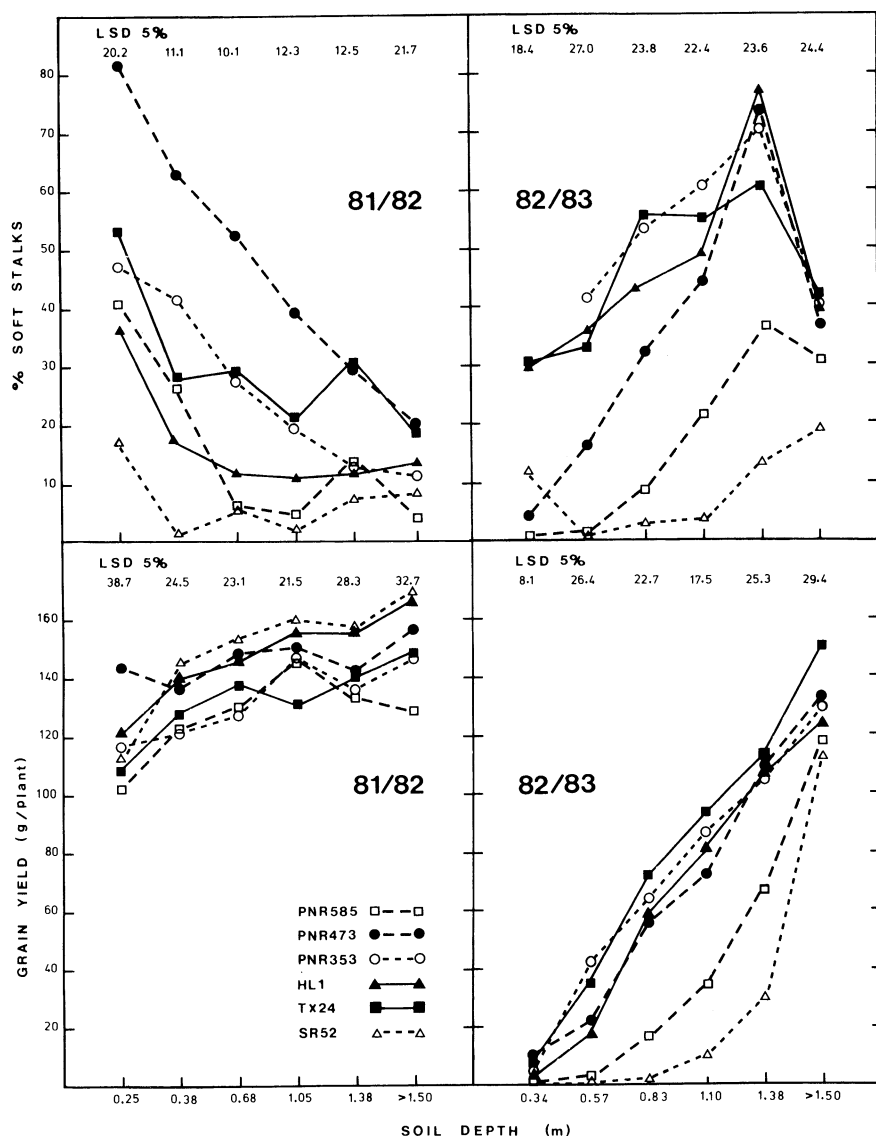 LSD 5% LSD 5%
20.2 11.1 10.1 12.3 12.5 21.7 18.4 27.0 23.8 22.4 23.6 24.4
80
70
60
81/82 82/83
50
% SOFT STALKS
40
30
20
10
LSD 5% LSD 5%
38.7 24.5 23.1 21.5 28.3 32.7 8.1 26.4 22.7 17.5 25.3 29.4
160
140
120
81/82 82/83
100
GRAIN YIELD (g/plant)
80
60
40
20
PNR585
PNR473
PNR353
HL1
TX24
SR52
0.25 0.38 0.68 1.05 1.38 >1.50 0.34 0.57 0.83 1.10 1.38 >1.50
SOIL DEPTH (m)